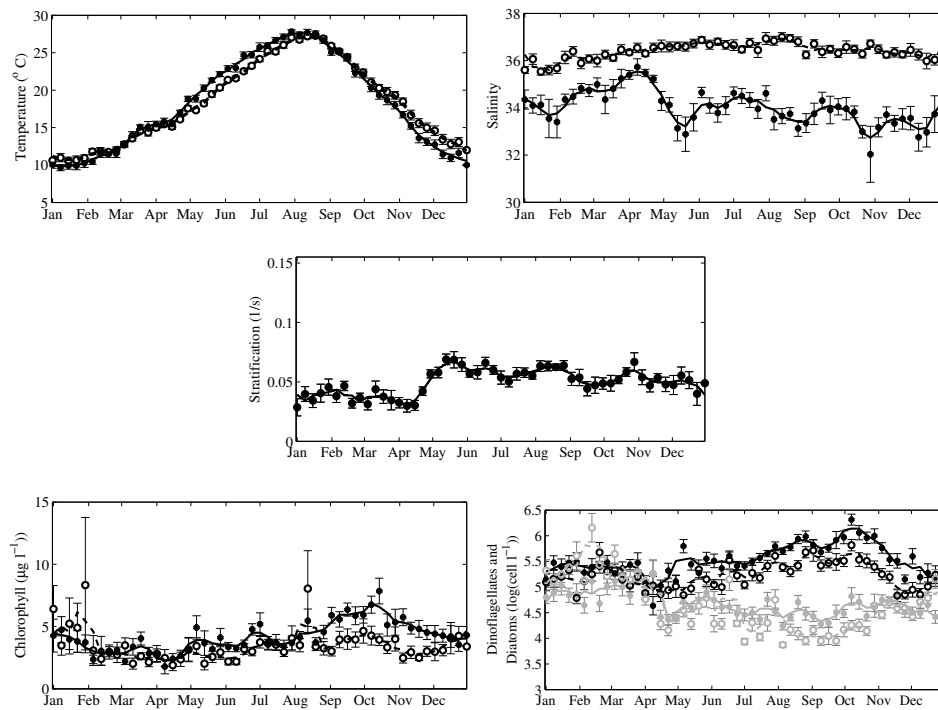 30
25
20
15
10
5
Temperature (° C)
Jan Feb Mar Apr May Jun Jul Aug Sep Oct Nov Dec
38
36
34
32
30
Salinity
Jan Feb Mar Apr May Jun Jul Aug Sep Oct Nov Dec
0.15
0.1
0.05
0
Stratification (1/s)
Jan Feb Mar Apr May Jun Jul Aug Sep Oct Nov Dec
15
10
5
0
Chlorophyll (μg l⁻¹))
Jan Feb Mar Apr May Jun Jul Aug Sep Oct Nov Dec
6.5
6
5.5
5
4.5
4
3.5
3
Dinoflagellates and
Diatoms (log(cell l⁻¹))
Jan Feb Mar Apr May Jun Jul Aug Sep Oct Nov Dec